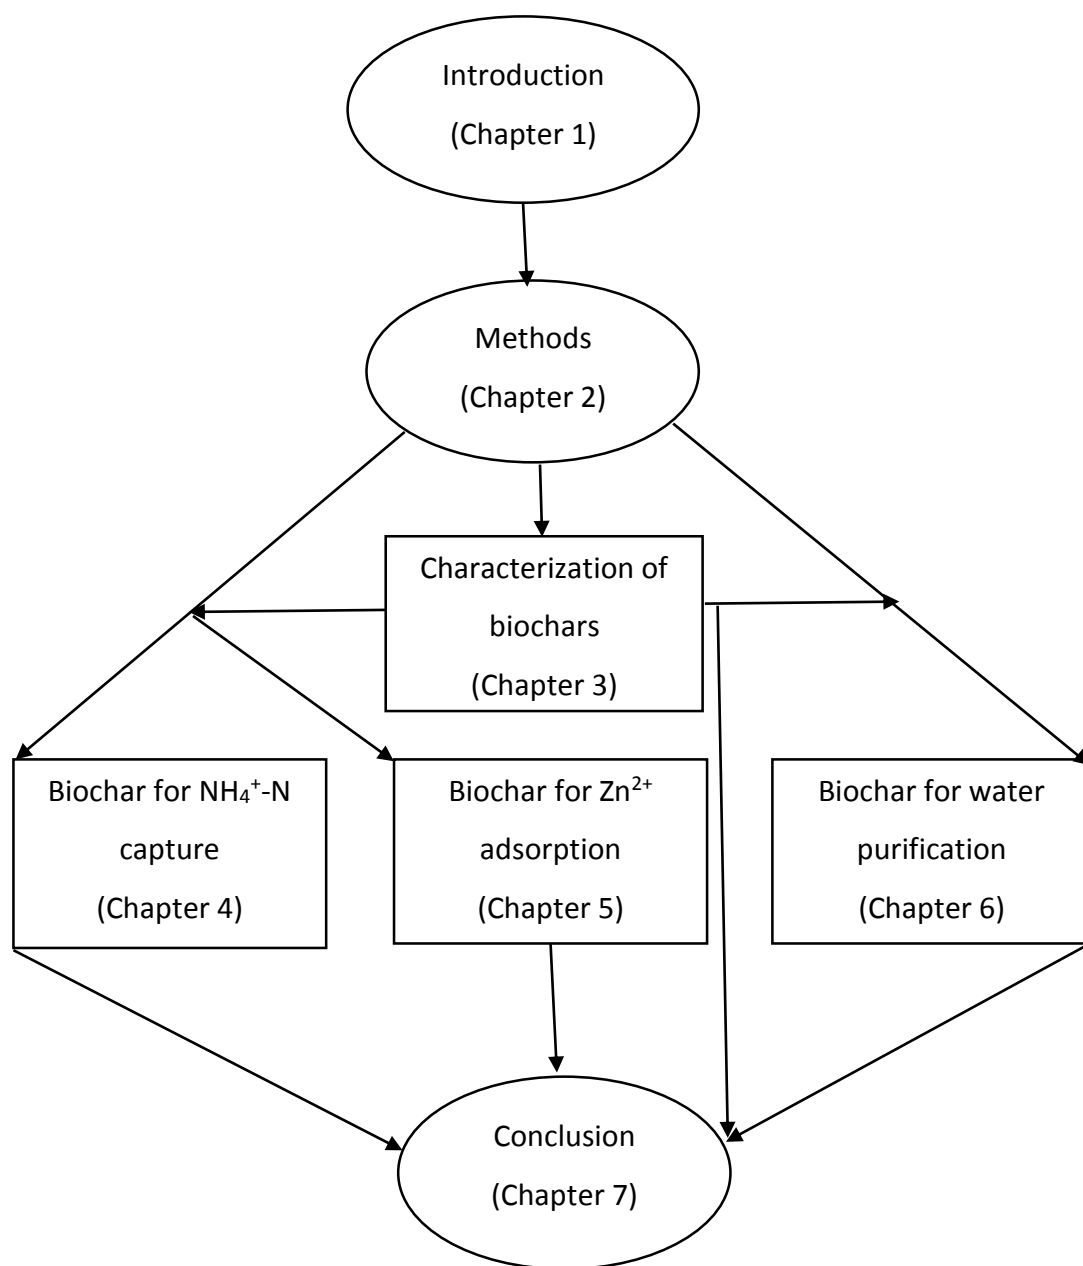 Introduction
(Chapter 1)
Methods
(Chapter 2)
Characterization of
biochars
(Chapter 3)
Biochar for NH₄⁺-N
capture
(Chapter 4)
Biochar for Zn²⁺
adsorption
(Chapter 5)
Biochar for water
purification
(Chapter 6)
Conclusion
(Chapter 7)